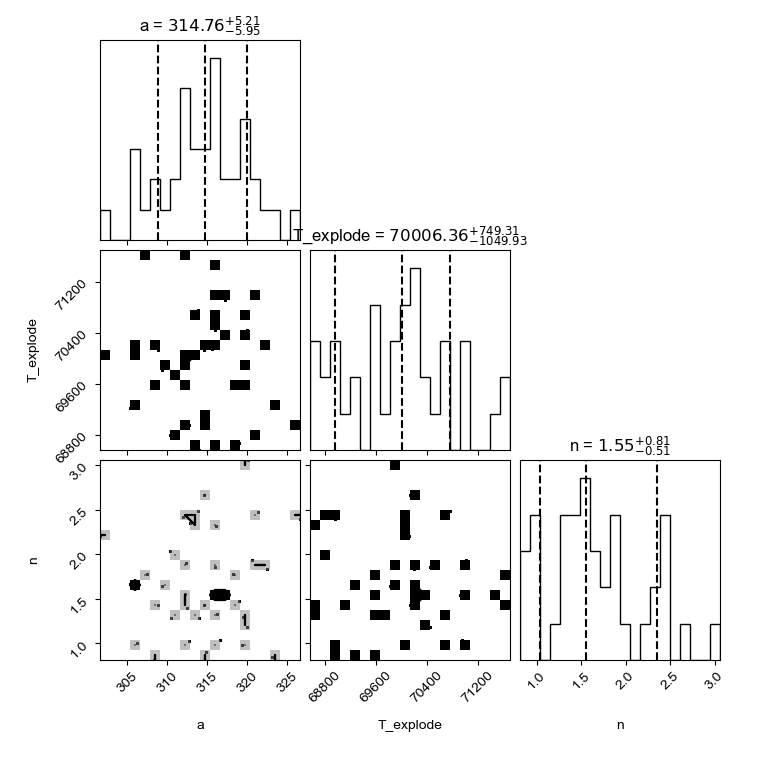 a = 314.76+5.21−5.95
T_explode = 70006.36+749.31−1049.93
71200
70400
69600
68800
T_explode
n = 1.55+0.81−0.51
3.0
2.5
2.0
1.5
1.0
n
305 310 315 320 325
68800 69600 70400 71200
1.0 1.5 2.0 2.5 3.0
a T_explode n